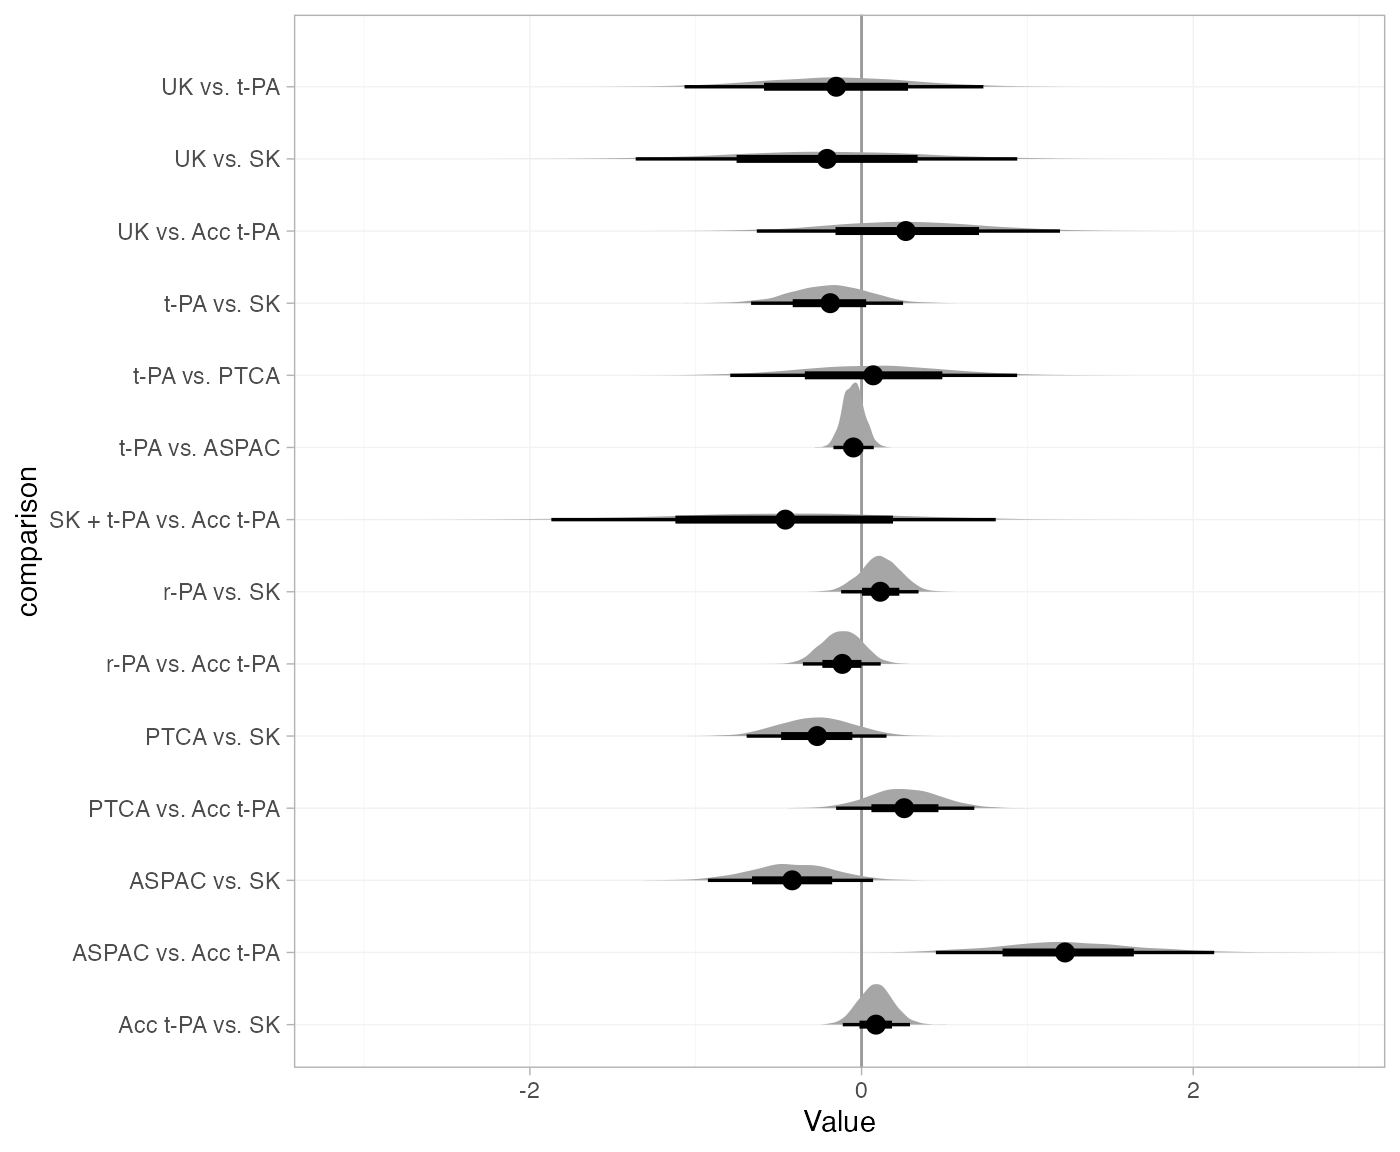 UK vs. t-PA
UK vs. SK
UK vs. Acc t-PA
t-PA vs. SK
t-PA vs. PTCA
t-PA vs. ASPAC
SK + t-PA vs. Acc t-PA
r-PA vs. SK
r-PA vs. Acc t-PA
PTCA vs. SK
PTCA vs. Acc t-PA
ASPAC vs. SK
ASPAC vs. Acc t-PA
Acc t-PA vs. SK
comparison
-2 0 2
Value